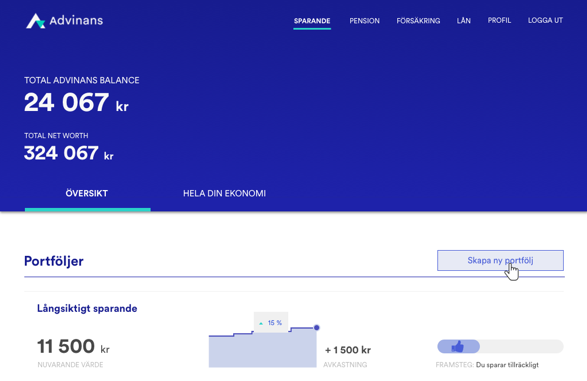 Advinans
SPARANDE PENSION FÖRSÄKRING LÅN PROFIL LOGGA UT
TOTAL ADVINANS BALANCE
24 067 kr
TOTAL NET WORTH
324 067 kr
ÖVERSIKT HELA DIN EKONOMI
Portföljer
Skapa ny portfölj
Långsiktigt sparande
15 %
11 500 kr
+ 1 500 kr
NUVARANDE VÄRDE
AVKASTNING
FRAMSTEG: Du sparar tillräckligt